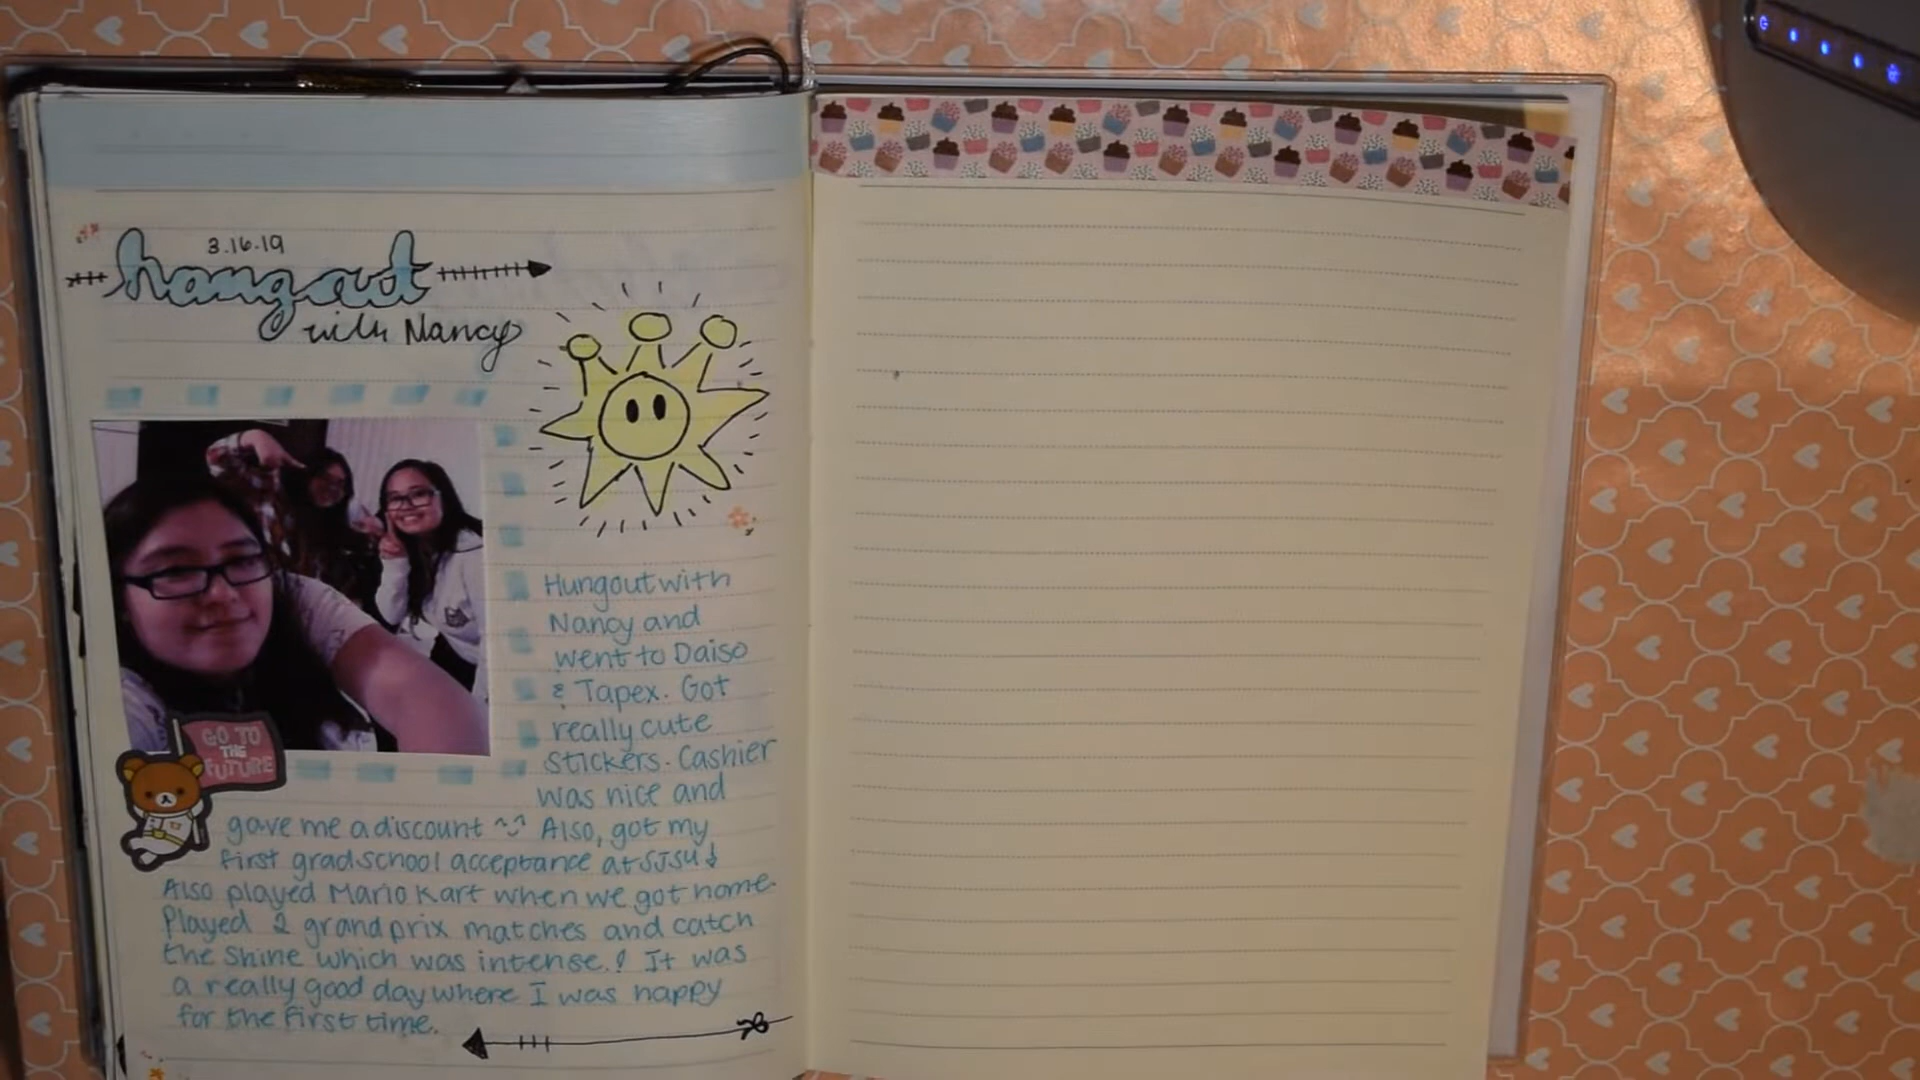 3.16.19
hangout
with Nancy
GO TO
THE
FUTURE
Hungout with
Nancy and
went to Daiso
& Tapex. Got
really cute
stickers. Cashier
was nice and
gave me a discount ^‿^ Also, got my
first grad school acceptance at SJSU!
Also played Mario Kart when we got home.
Played 2 grand prix matches and catch
the shine which was intense! It was
a really good day where I was happy
for the first time.